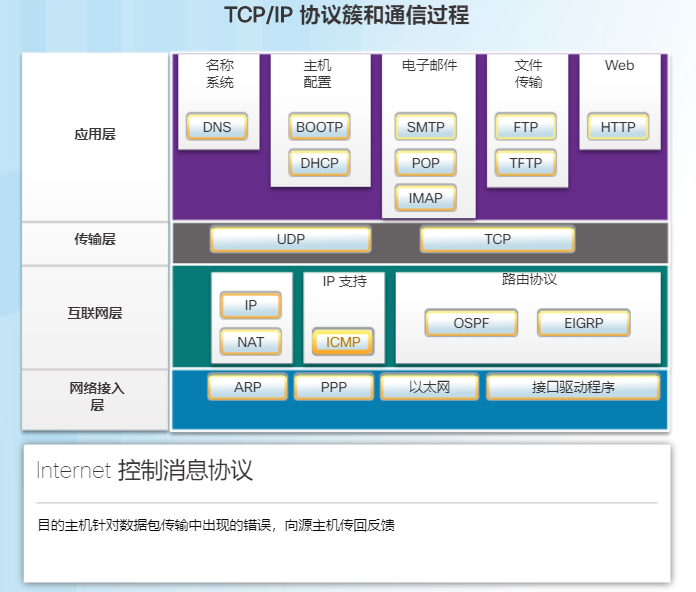 TCP/IP 协议簇和通信过程
应用层
名称
系统
DNS
主机
配置
BOOTP
DHCP
电子邮件
SMTP
POP
IMAP
文件
传输
FTP
TFTP
Web
HTTP
传输层
UDP
TCP
互联网层
IP
NAT
IP 支持
ICMP
路由协议
OSPF
EIGRP
网络接入
层
ARP
PPP
以太网
接口驱动程序
Internet 控制消息协议
目的主机针对数据包传输中出现的错误，向源主机传回反馈